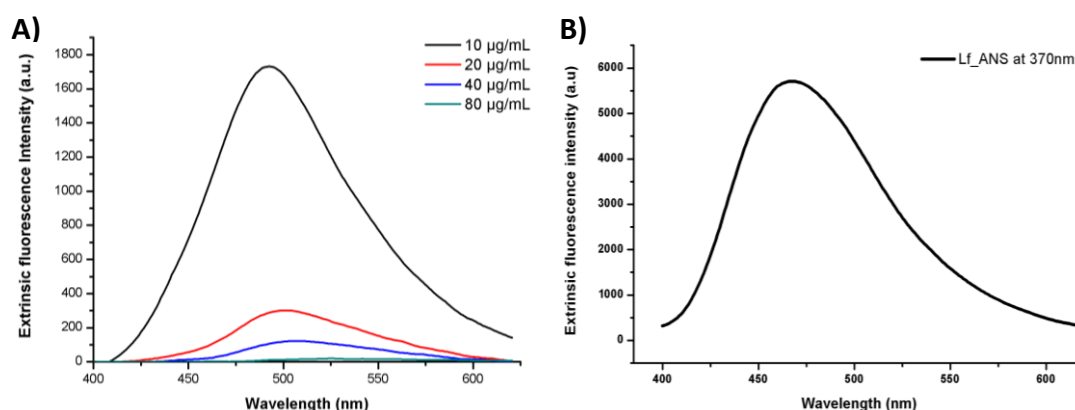 A)
Extrinsic fluorescence Intensity (a.u.)
1800
1600
1400
1200
1000
800
600
400
200
0
400
450
500
550
600
Wavelength (nm)
10 µg/mL
20 µg/mL
40 µg/mL
80 µg/mL
B)
Extrinsic fluorescence intensity (a.u)
6000
5000
4000
3000
2000
1000
0
400
450
500
550
600
Wavelength (nm)
Lf_ANS at 370nm